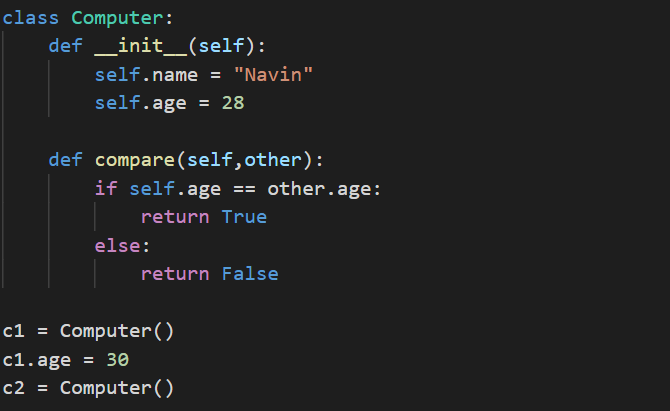 class Computer:
    def __init__(self):
        self.name = "Navin"
        self.age = 28

    def compare(self,other):
        if self.age == other.age:
            return True
        else:
            return False

c1 = Computer()
c1.age = 30
c2 = Computer()